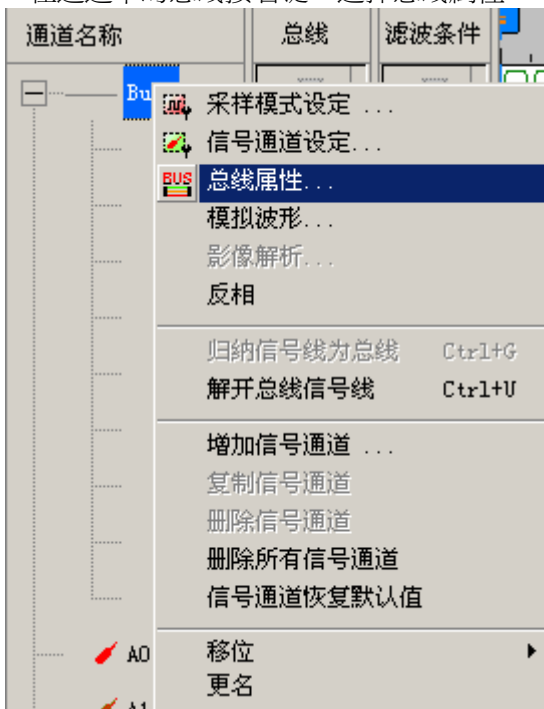 通道名称 总线 滤波条件
Bu
采样模式设定 ...
信号通道设定...
BUS 总线属性...
模拟波形...
影像解析...
反相
归纳信号线为总线 Ctrl+G
解开总线信号线 Ctrl+U
增加信号通道 ...
复制信号通道
删除信号通道
删除所有信号通道
信号通道恢复默认值
A0 移位
更名